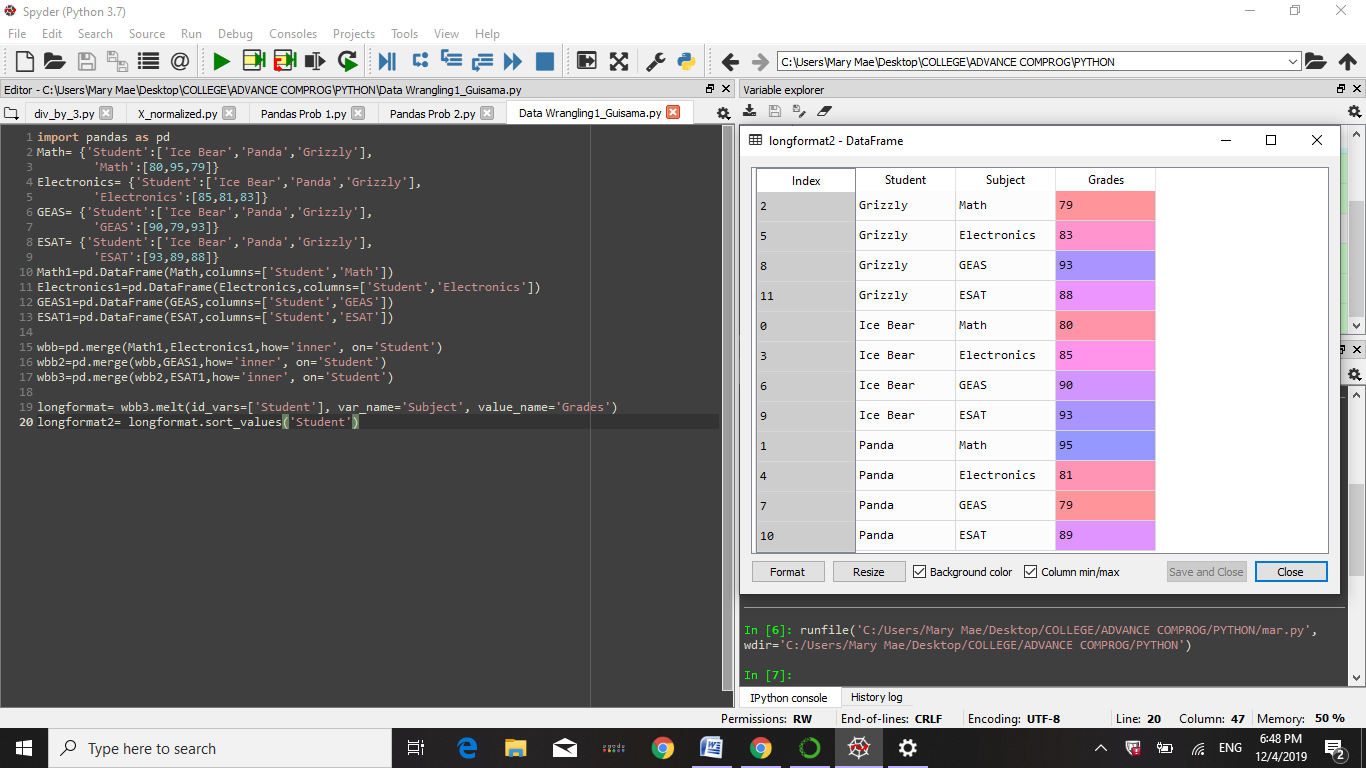 Spyder (Python 3.7)
File Edit Search Source Run Debug Consoles Projects Tools View Help
C:\Users\Mary Mae\Desktop\COLLEGE\ADVANCE COMPROG\PYTHON
Editor - C:\Users\Mary Mae\Desktop\COLLEGE\ADVANCE COMPROG\PYTHON\Data Wrangling1_Guisama.py
div_by_3.py X_normalized.py Pandas Prob 1.py Pandas Prob 2.py Data Wrangling1_Guisama.py
1 import pandas as pd
2 Math= {'Student':['Ice Bear','Panda','Grizzly'],
3 'Math':[80,95,79]}
4 Electronics= {'Student':['Ice Bear','Panda','Grizzly'],
5 'Electronics':[85,81,83]}
6 GEAS= {'Student':['Ice Bear','Panda','Grizzly'],
7 'GEAS':[90,79,93]}
8 ESAT= {'Student':['Ice Bear','Panda','Grizzly'],
9 'ESAT':[93,89,88]}
10 Math1=pd.DataFrame(Math,columns=['Student','Math'])
11 Electronics1=pd.DataFrame(Electronics,columns=['Student','Electronics'])
12 GEAS1=pd.DataFrame(GEAS,columns=['Student','GEAS'])
13 ESAT1=pd.DataFrame(ESAT,columns=['Student','ESAT'])
14
15 wbb=pd.merge(Math1,Electronics1,how='inner', on='Student')
16 wbb2=pd.merge(wbb,GEAS1,how='inner', on='Student')
17 wbb3=pd.merge(wbb2,ESAT1,how='inner', on='Student')
18
19 longformat= wbb3.melt(id_vars=['Student'], var_name='Subject', value_name='Grades')
20 longformat2= longformat.sort_values('Student')
Variable explorer
longformat2 - DataFrame
Index Student Subject Grades
2 Grizzly Math 79
5 Grizzly Electronics 83
8 Grizzly GEAS 93
11 Grizzly ESAT 88
0 Ice Bear Math 80
3 Ice Bear Electronics 85
6 Ice Bear GEAS 90
9 Ice Bear ESAT 93
1 Panda Math 95
4 Panda Electronics 81
7 Panda GEAS 79
10 Panda ESAT 89
Format Resize Background color Column min/max Save and Close Close
In [6]: runfile('C:/Users/Mary Mae/Desktop/COLLEGE/ADVANCE COMPROG/PYTHON/mar.py',
wdir='C:/Users/Mary Mae/Desktop/COLLEGE/ADVANCE COMPROG/PYTHON')
In [7]:
IPython console History log
Permissions: RW End-of-lines: CRLF Encoding: UTF-8 Line: 20 Column: 47 Memory: 50 %
Type here to search
ENG
6:48 PM
12/4/2019
2